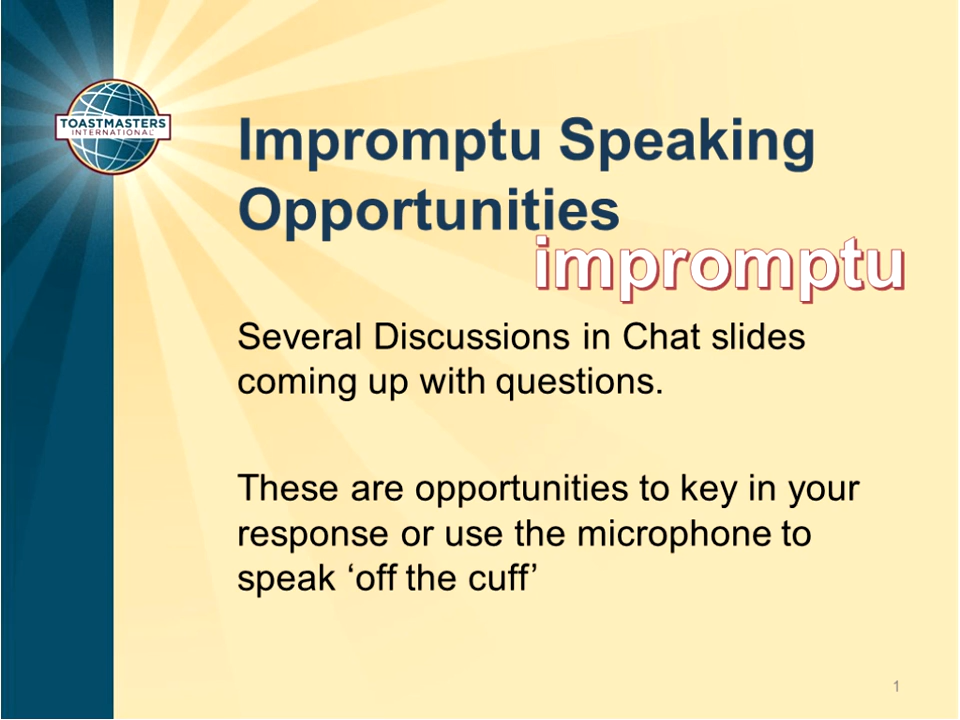 TOASTMASTERS
INTERNATIONAL
Impromptu Speaking
Opportunities
impromptu
Several Discussions in Chat slides
coming up with questions.
These are opportunities to key in your
response or use the microphone to
speak ‘off the cuff’
1